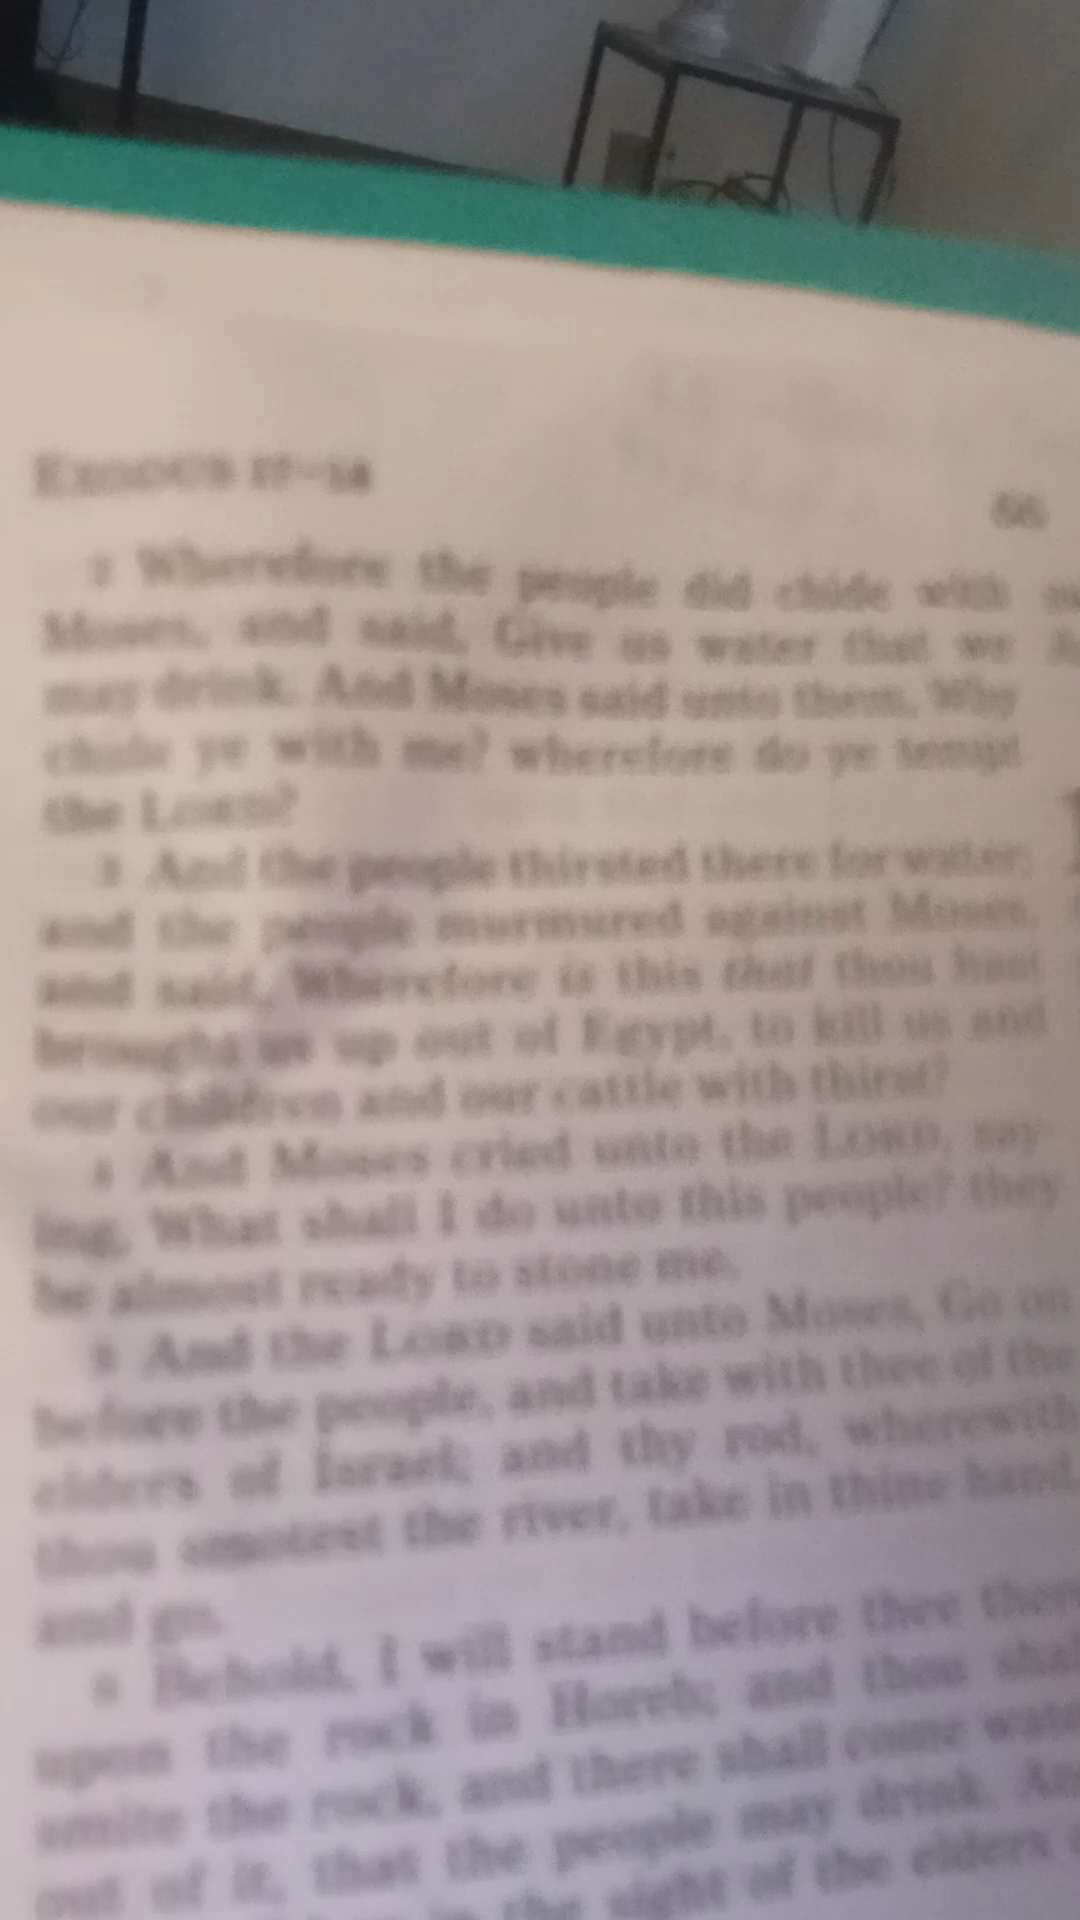 EXODUS 17–18
66
2 Wherefore the people did chide with
Moses, and said, Give us water that we
may drink. And Moses said unto them, Why
chide ye with me? wherefore do ye tempt
the LORD?
3 And the people thirsted there for water;
and the people murmured against Moses,
and said, Wherefore is this that thou hast
brought us up out of Egypt, to kill us and
our children and our cattle with thirst?
4 And Moses cried unto the LORD, say-
ing, What shall I do unto this people? they
be almost ready to stone me.
5 And the LORD said unto Moses, Go on
before the people, and take with thee of the
elders of Israel; and thy rod, wherewith
thou smotest the river, take in thine hand,
and go.
6 Behold, I will stand before thee there
upon the rock in Horeb; and thou shal
smite the rock, and there shall come wate
out of it, that the people may drink. An
in the sight of the elders